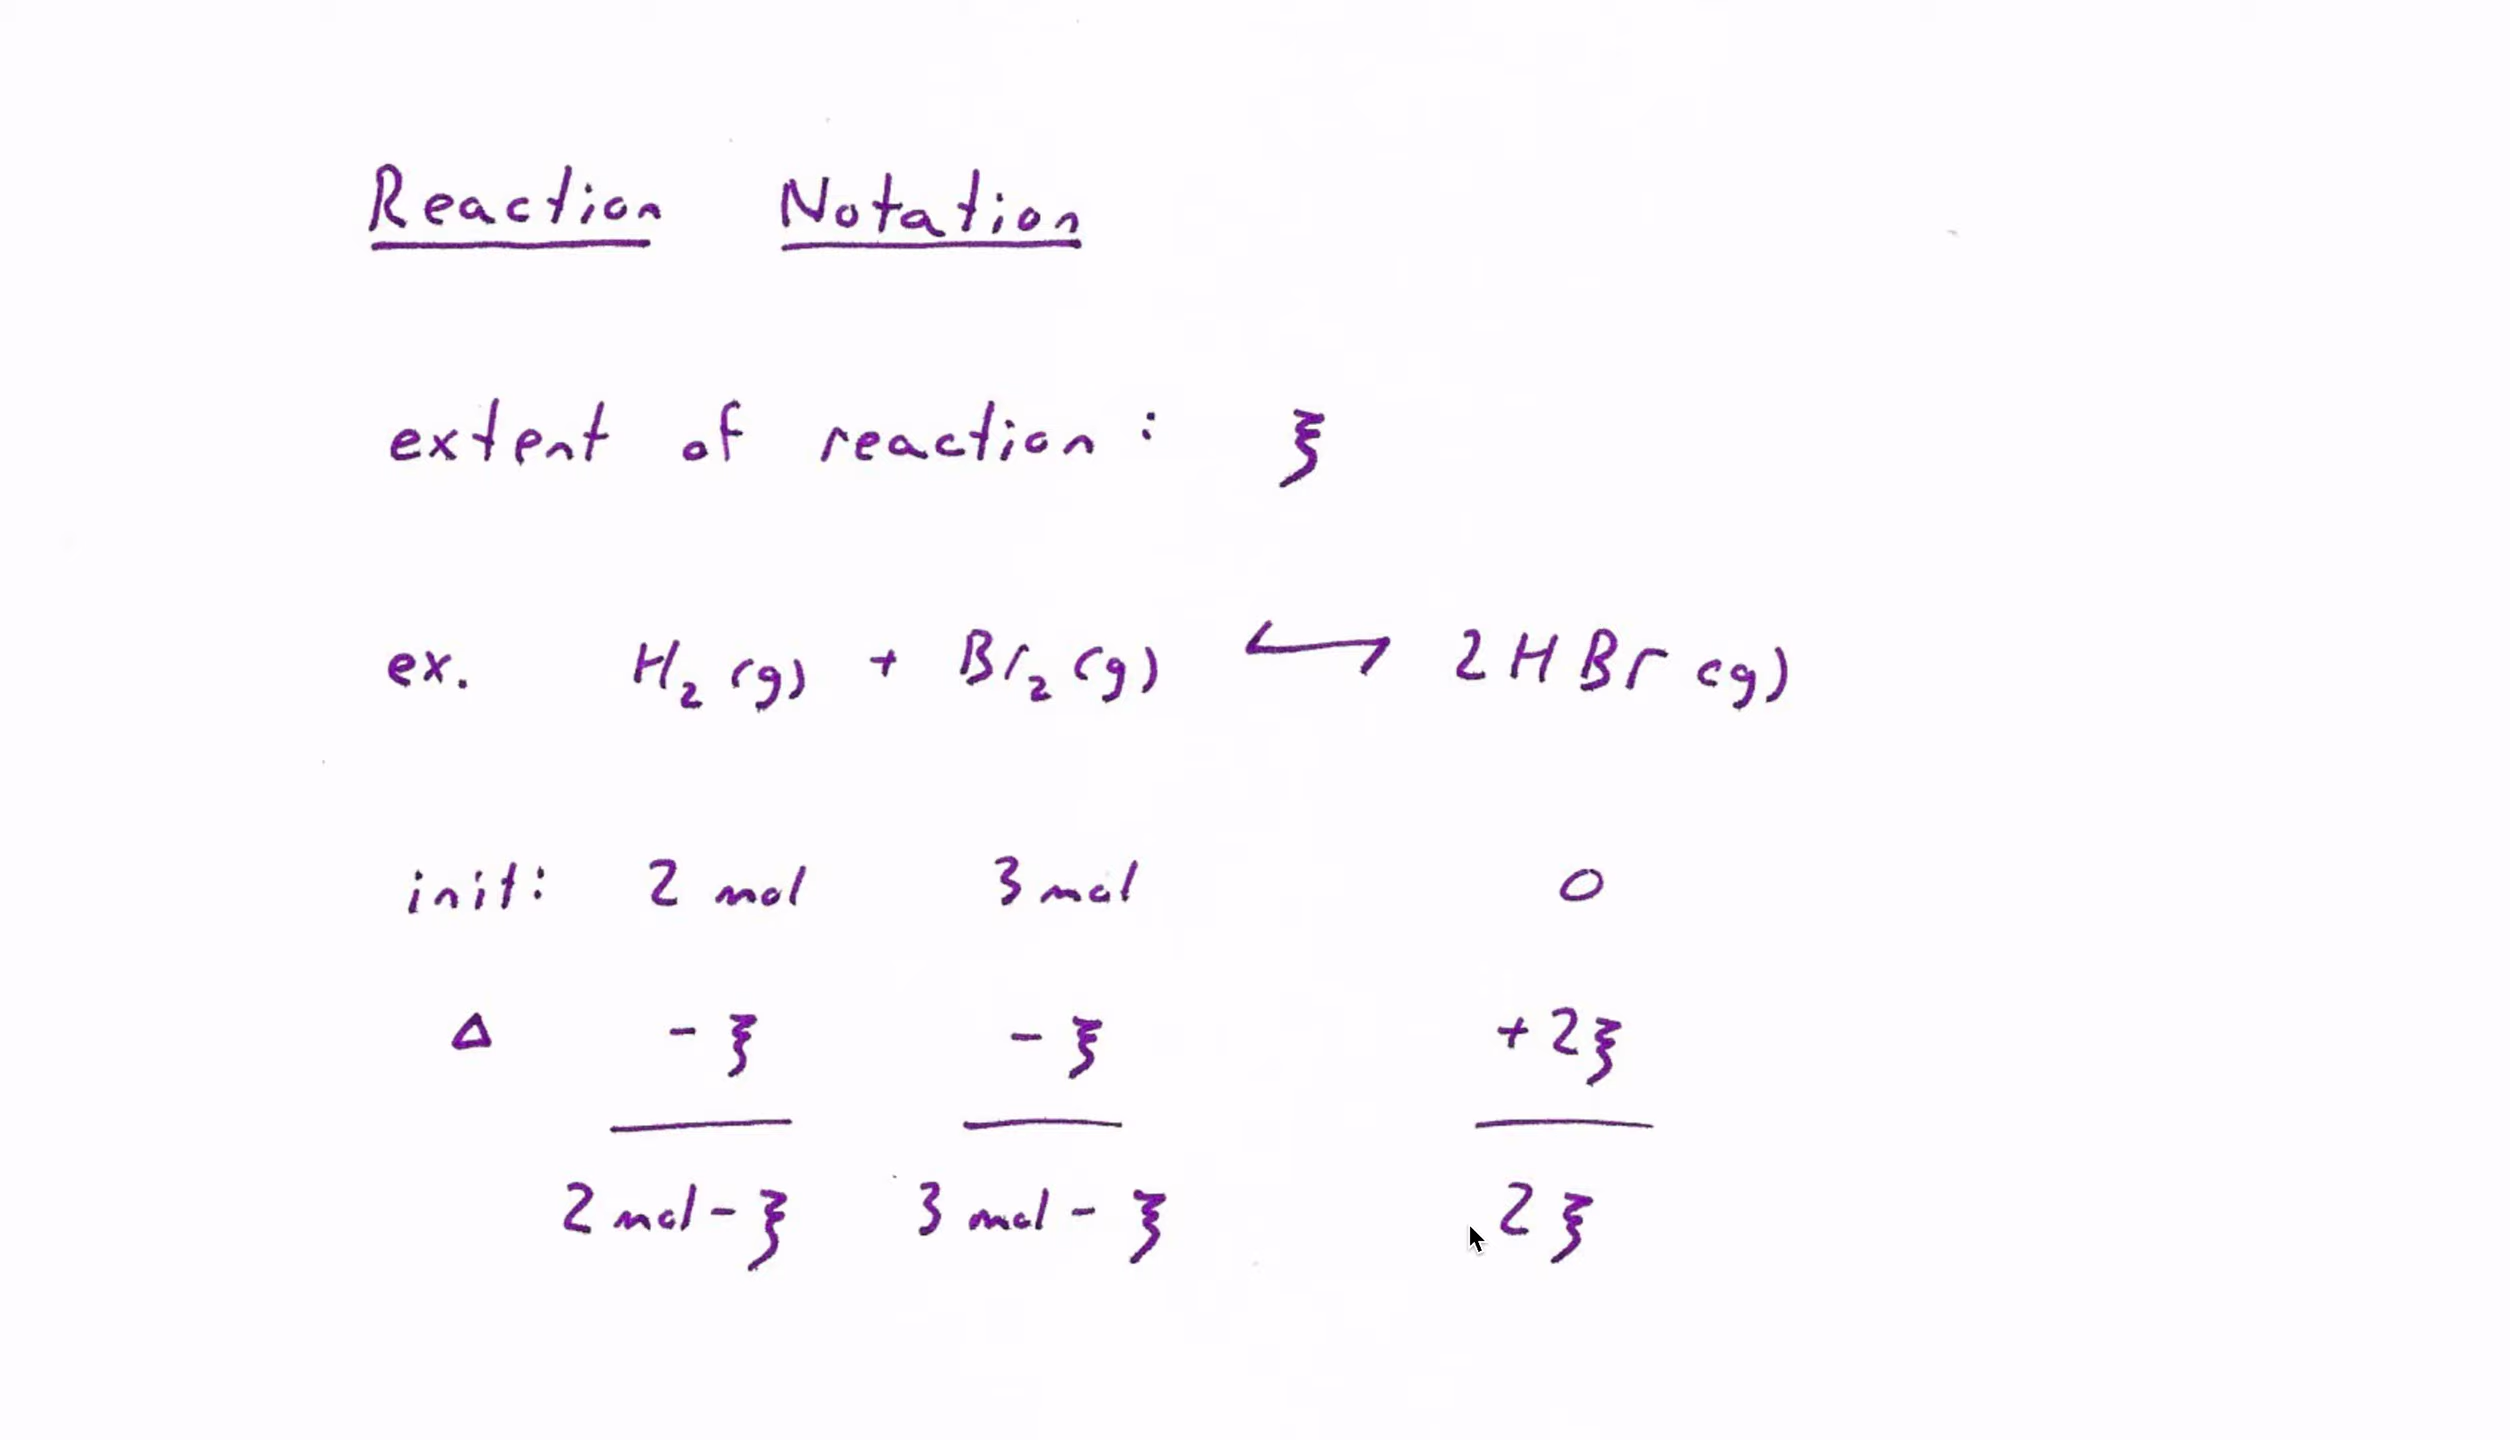 Reaction Notation
extent of reaction: ξ
ex. H₂(g) + Br₂(g) ⇌ 2HBr(g)
init: 2 mol 3 mol 0
Δ -ξ -ξ +2ξ
2 mol-ξ 3 mol-ξ 2ξ